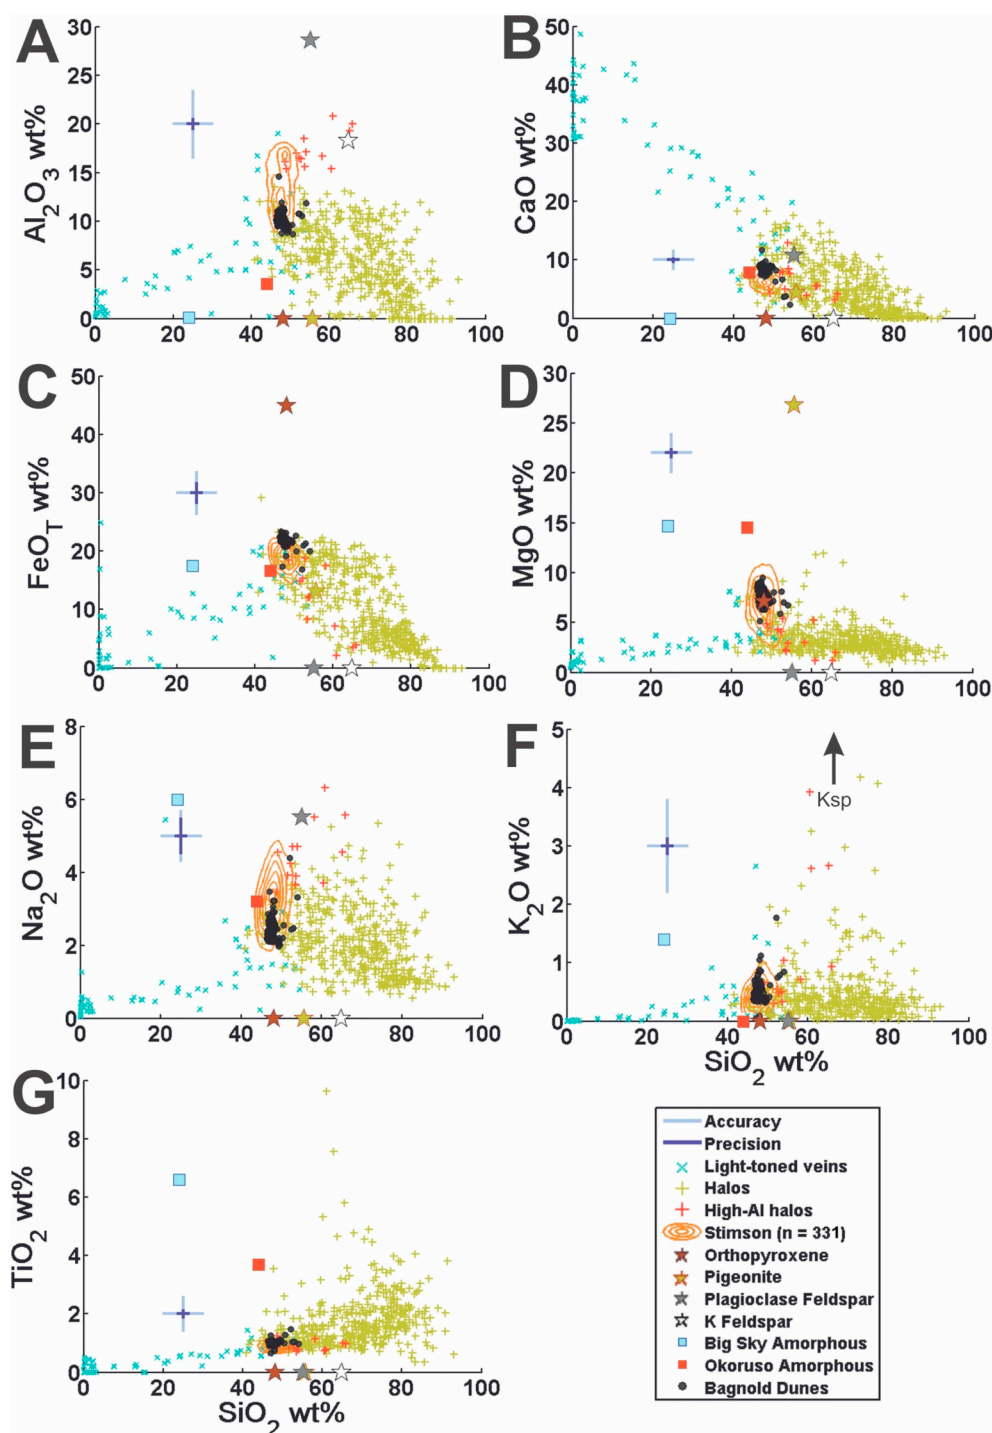 A
Al2O3 wt%
30
25
20
15
10
5
0
0 20 40 60 80 100
B
CaO wt%
50
40
30
20
10
0
0 20 40 60 80 100
C
FeOT wt%
50
40
30
20
10
0
0 20 40 60 80 100
D
MgO wt%
30
25
20
15
10
5
0
0 20 40 60 80 100
E
Na2O wt%
8
6
4
2
0
0 20 40 60 80 100
F
K2O wt%
5
4
3
2
1
0
Ksp
0 20 40 60 80 100
SiO2 wt%
G
TiO2 wt%
10
8
6
4
2
0
0 20 40 60 80 100
SiO2 wt%
Accuracy
Precision
Light-toned veins
Halos
High-Al halos
Stimson (n = 331)
Orthopyroxene
Pigeonite
Plagioclase Feldspar
K Feldspar
Big Sky Amorphous
Okoruso Amorphous
Bagnold Dunes